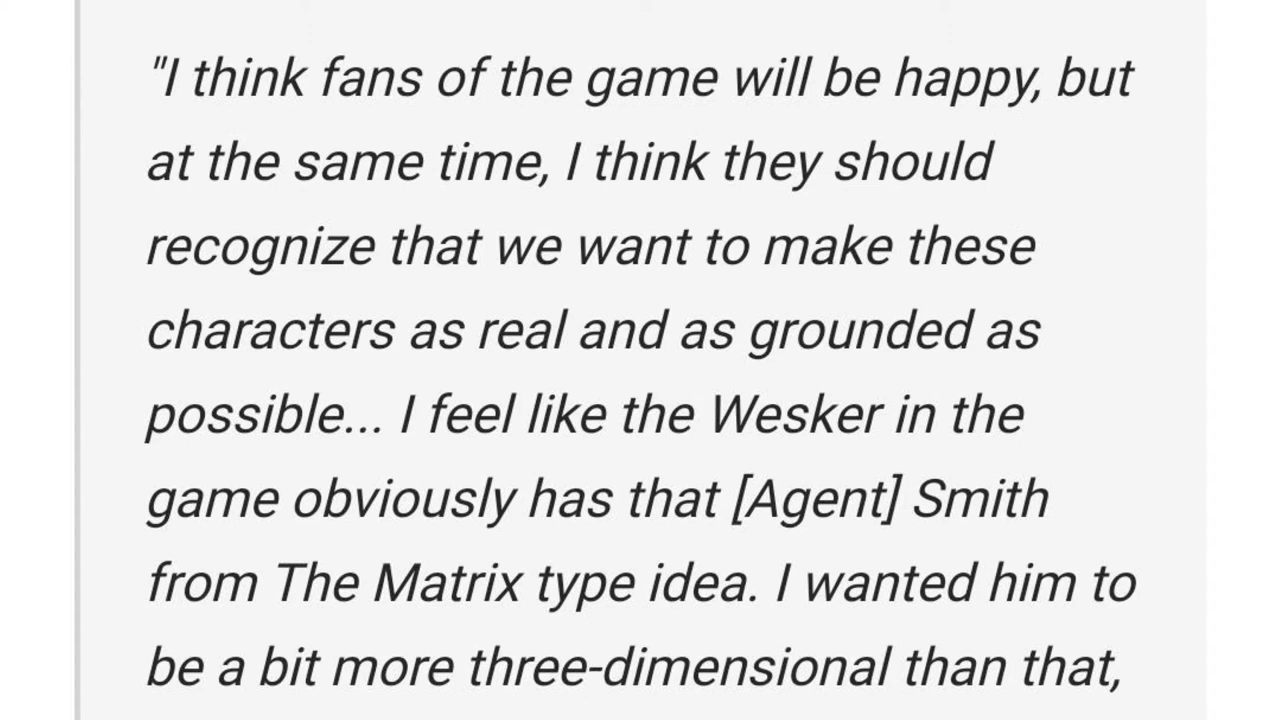 "I think fans of the game will be happy, but
at the same time, I think they should
recognize that we want to make these
characters as real and as grounded as
possible... I feel like the Wesker in the
game obviously has that [Agent] Smith
from The Matrix type idea. I wanted him to
be a bit more three-dimensional than that,